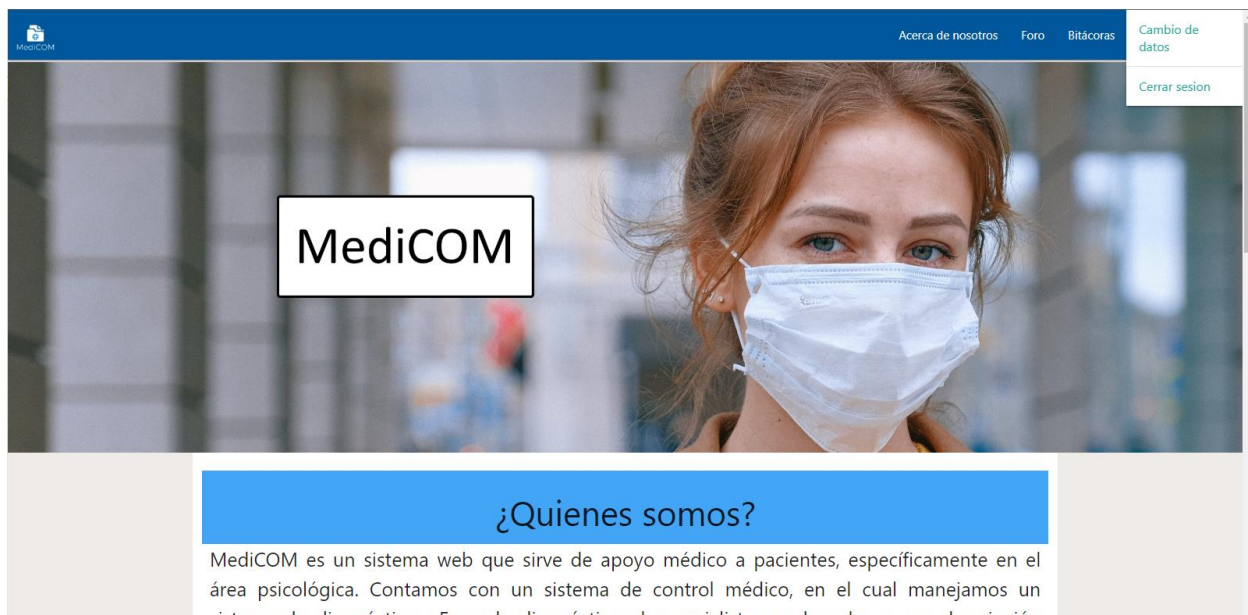 MediCOM
Acerca de nosotros
Foro
Bitácoras
Cambio de
datos
Cerrar sesion
MediCOM
¿Quienes somos?
MediCOM es un sistema web que sirve de apoyo médico a pacientes, específicamente en el
área psicológica. Contamos con un sistema de control médico, en el cual manejamos un